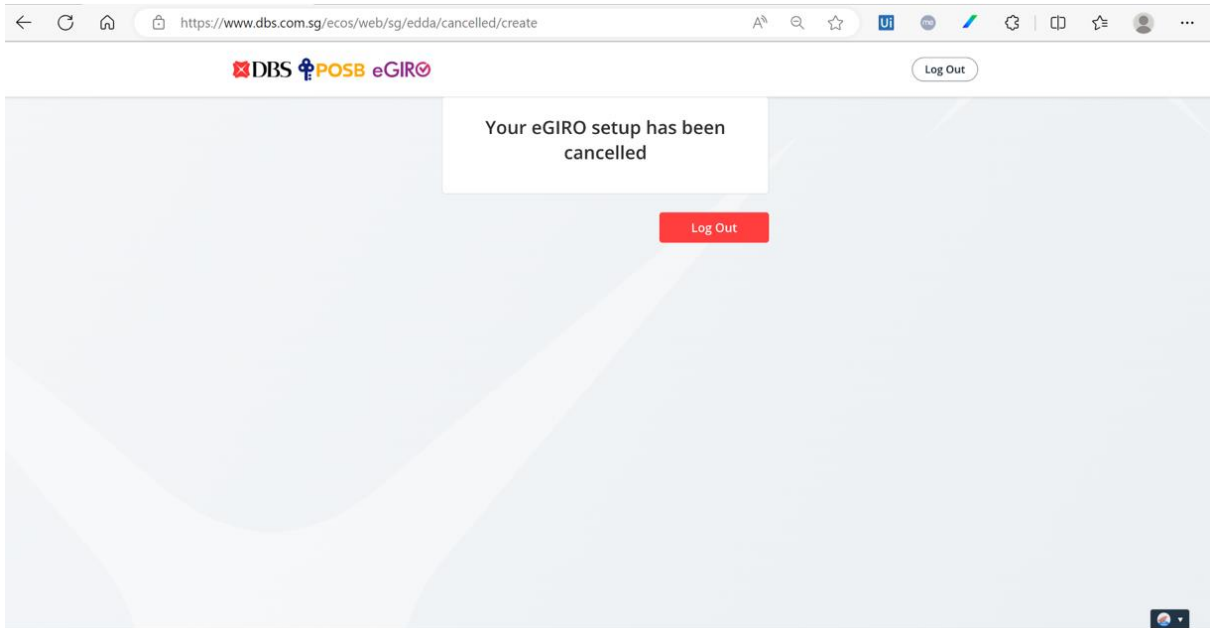 https://www.dbs.com.sg/ecos/web/sg/edda/cancelled/create
DBS POSB eGIRO
Log Out
Your eGIRO setup has been
cancelled
Log Out